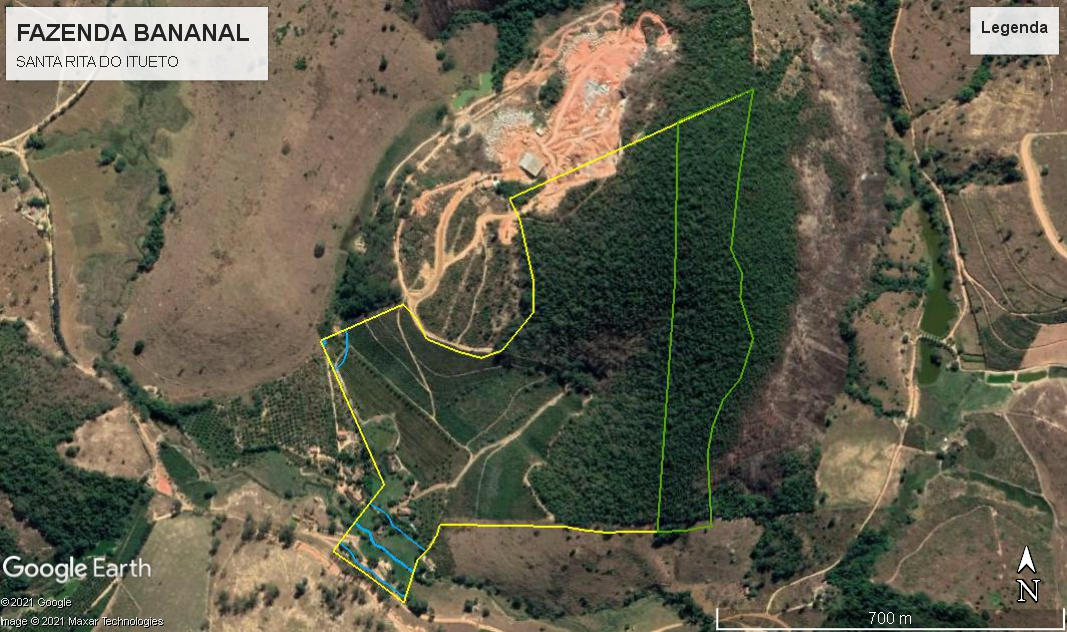 FAZENDA BANANAL
SANTA RITA DO ITUETO
Legenda
Google Earth
©2021 Google
Image © 2021 Maxar Technologies
N
700 m